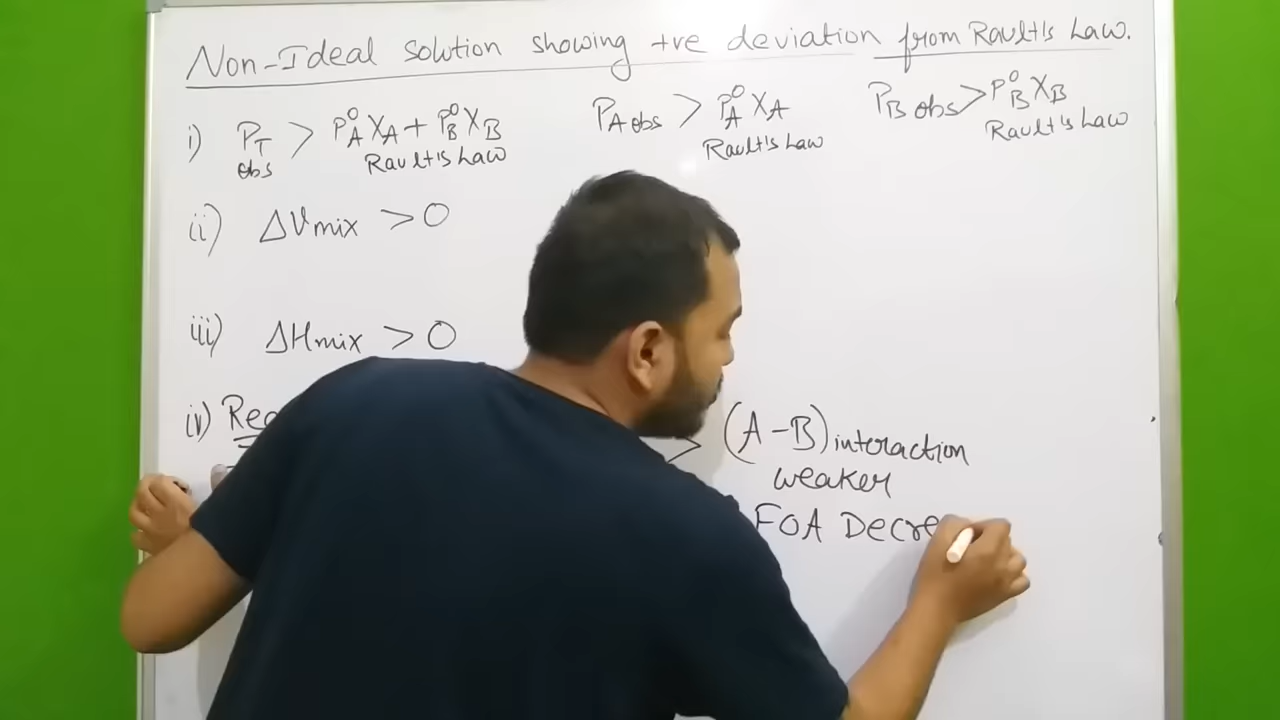 Non-Ideal solution showing +ve deviation from Rault's Law.
i) P_T obs > P°_A X_A + P°_B X_B Rault's Law
P_A obs > P°_A X_A Rault's Law
P_B obs > P°_B X_B Rault's Law
ii) ΔVmix > 0
iii) ΔHmix > 0
iv)
> (A-B) interaction
weaker
FOA Decre